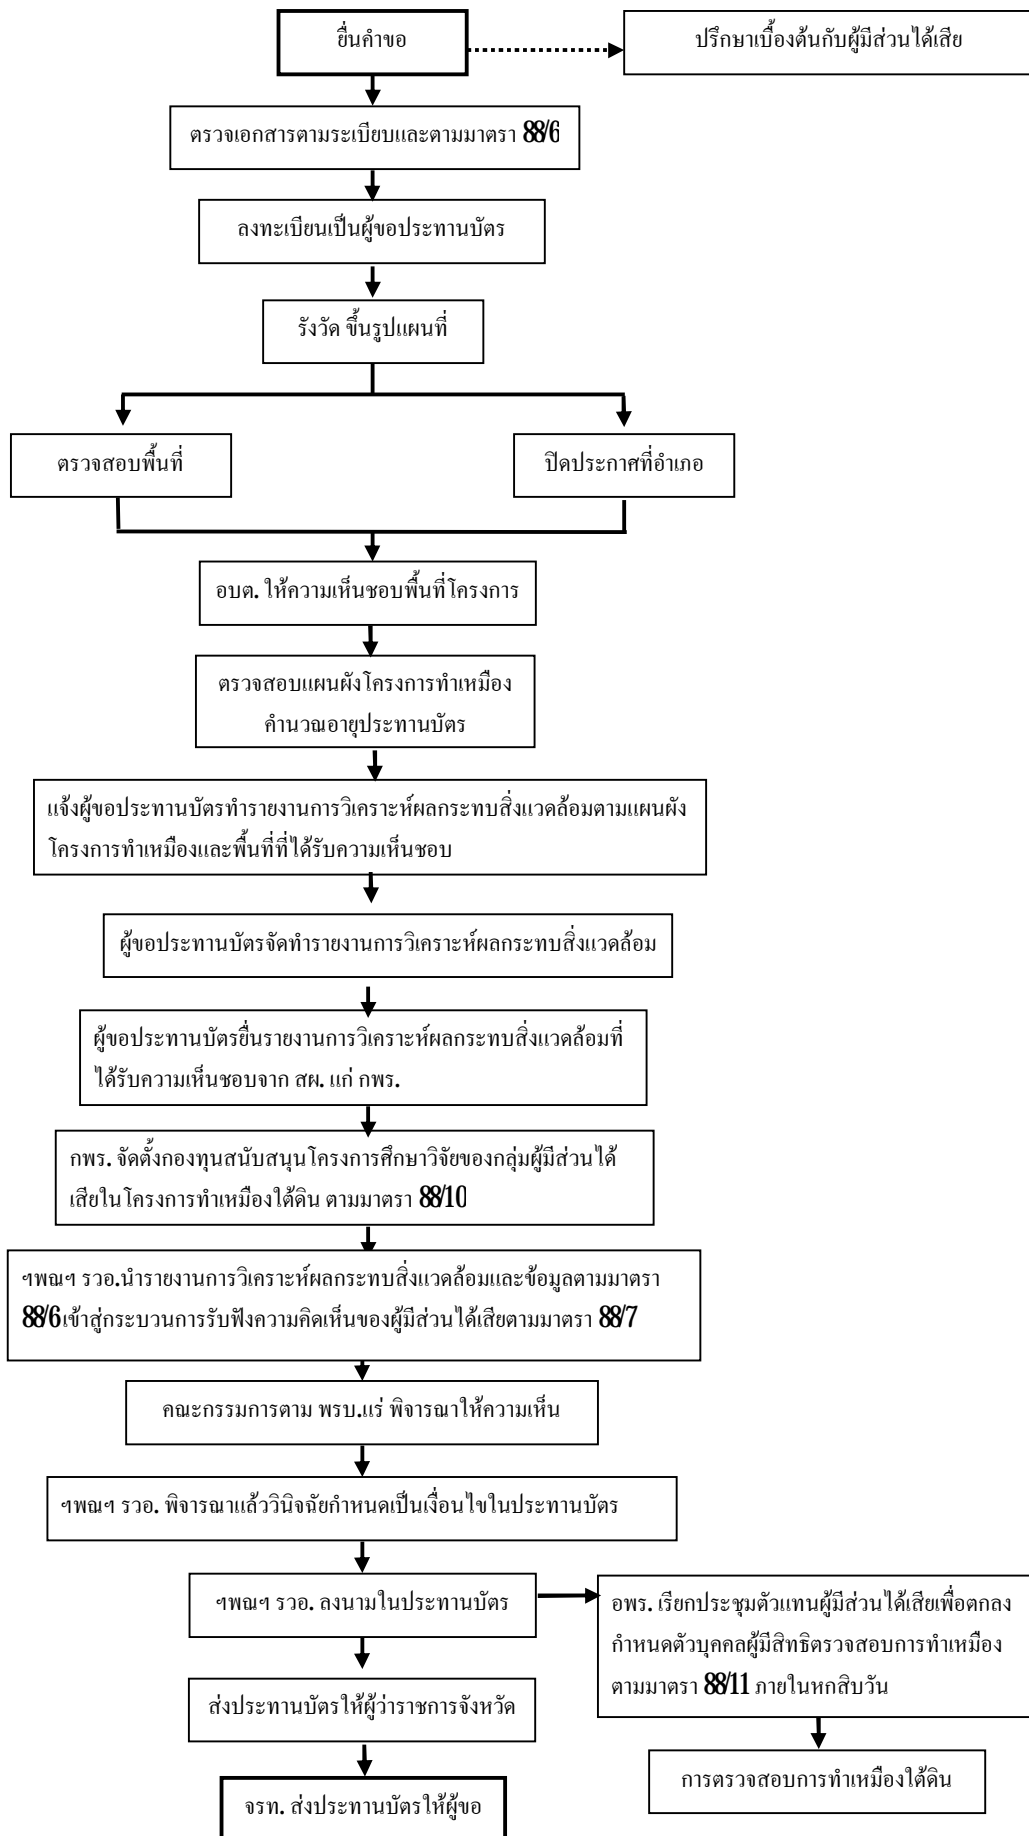 ยื่นคำขอ
ปรึกษาเบื้องต้นกับผู้มีส่วนได้เสีย
ตรวจเอกสารตามระเบียบและตามมาตรา 88/6
ลงทะเบียนเป็นผู้ขอประทานบัตร
รังวัด ขึ้นรูปแผนที่
ตรวจสอบพื้นที่
ปิดประกาศที่อำเภอ
อบต. ให้ความเห็นชอบพื้นที่โครงการ
ตรวจสอบแผนผังโครงการทำเหมือง
คำนวณอายุประทานบัตร
แจ้งผู้ขอประทานบัตรทำรายงานการวิเคราะห์ผลกระทบสิ่งแวดล้อมตามแผนผัง
โครงการทำเหมืองและพื้นที่ที่ได้รับความเห็นชอบ
ผู้ขอประทานบัตรจัดทำรายงานการวิเคราะห์ผลกระทบสิ่งแวดล้อม
ผู้ขอประทานบัตรยื่นรายงานการวิเคราะห์ผลกระทบสิ่งแวดล้อมที่
ได้รับความเห็นชอบจาก สผ. แก่ กพร.
กพร. จัดตั้งกองทุนสนับสนุนโครงการศึกษาวิจัยของกลุ่มผู้มีส่วนได้
เสียในโครงการทำเหมืองใต้ดิน ตามมาตรา 88/10
ฯพณฯ รวอ.นำรายงานการวิเคราะห์ผลกระทบสิ่งแวดล้อมและข้อมูลตามมาตรา
88/6 เข้าสู่กระบวนการรับฟังความคิดเห็นของผู้มีส่วนได้เสียตามมาตรา 88/7
คณะกรรมการตาม พรบ.แร่ พิจารณาให้ความเห็น
ฯพณฯ รวอ. พิจารณาแล้ววินิจฉัยกำหนดเป็นเงื่อนไขในประทานบัตร
ฯพณฯ รวอ. ลงนามในประทานบัตร
อพร. เรียกประชุมตัวแทนผู้มีส่วนได้เสียเพื่อตกลง
กำหนดตัวบุคคลผู้มีสิทธิตรวจสอบการทำเหมือง
ตามมาตรา 88/11 ภายในหกสิบวัน
ส่งประทานบัตรให้ผู้ว่าราชการจังหวัด
การตรวจสอบการทำเหมืองใต้ดิน
จรท. ส่งประทานบัตรให้ผู้ขอ